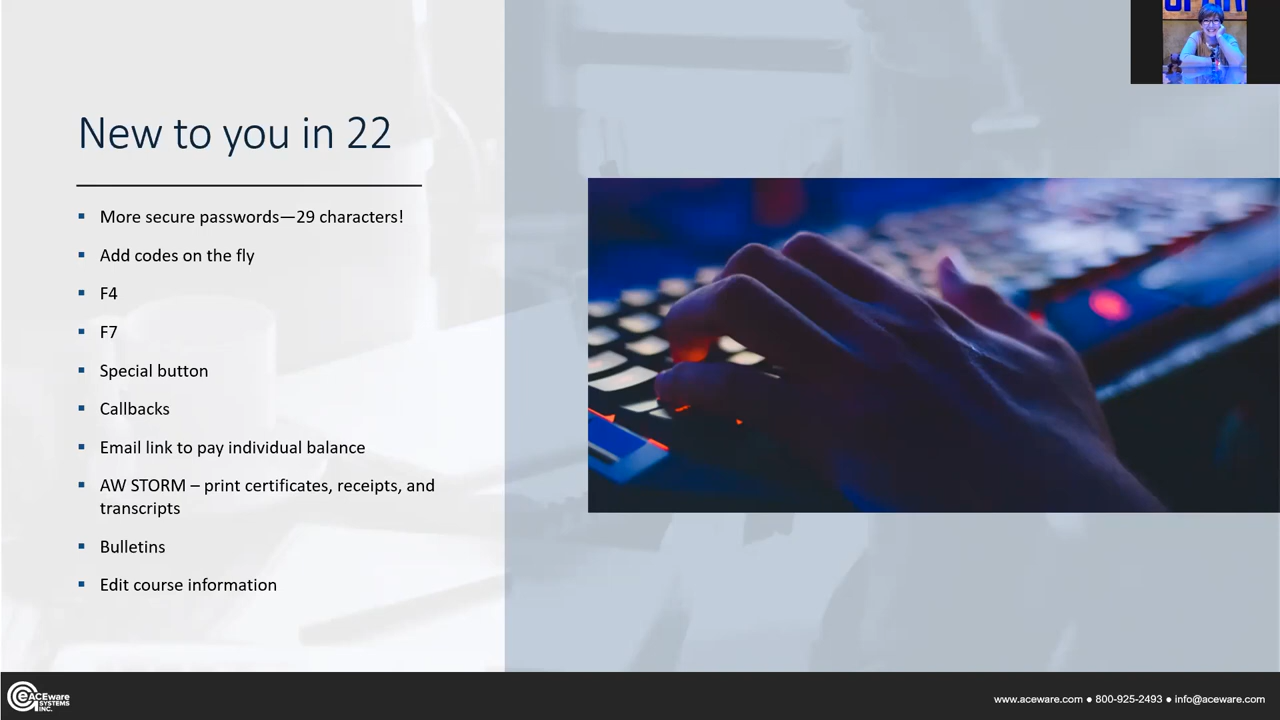 New to you in 22
▪ More secure passwords—29 characters!
▪ Add codes on the fly
▪ F4
▪ F7
▪ Special button
▪ Callbacks
▪ Email link to pay individual balance
▪ AW STORM – print certificates, receipts, and
transcripts
▪ Bulletins
▪ Edit course information
ACEware
SYSTEMS
INC.
www.aceware.com ● 800-925-2493 ● info@aceware.com